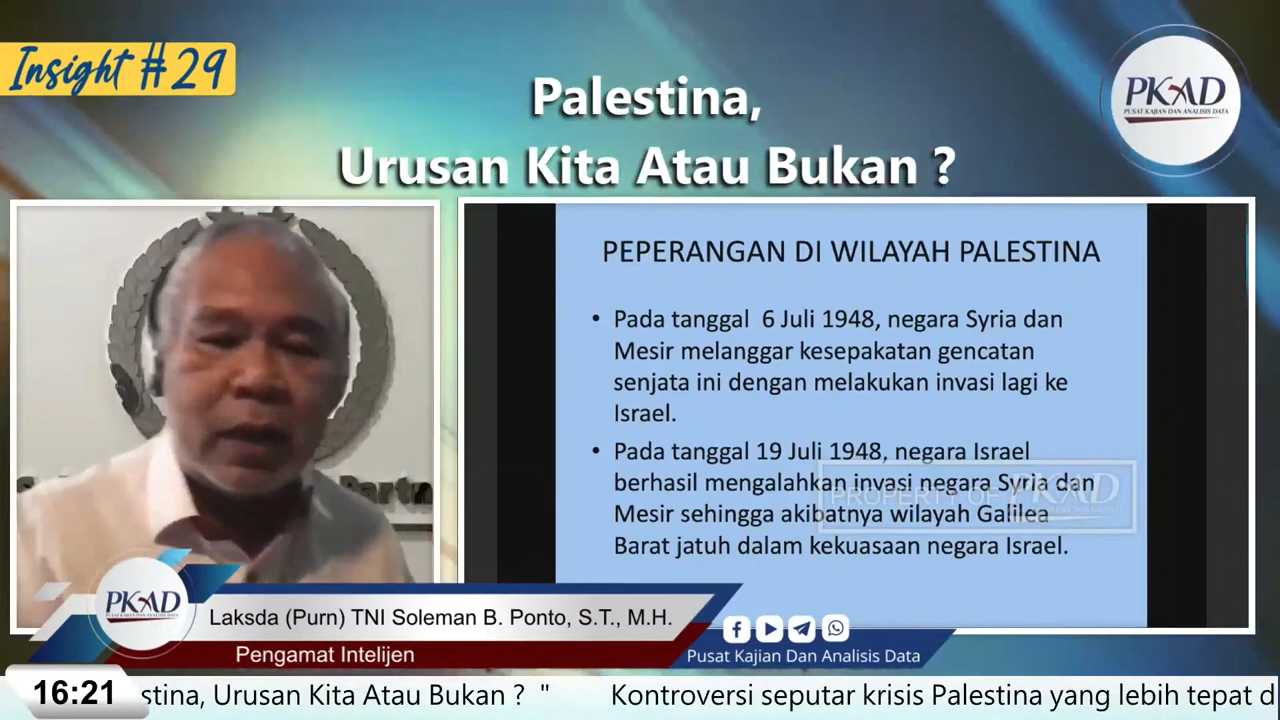 Insight #29
Palestina,
Urusan Kita Atau Bukan ?
PKAD
PUSAT KAJIAN DAN ANALISIS DATA
PEPERANGAN DI WILAYAH PALESTINA
• Pada tanggal 6 Juli 1948, negara Syria dan
Mesir melanggar kesepakatan gencatan
senjata ini dengan melakukan invasi lagi ke
Israel.
• Pada tanggal 19 Juli 1948, negara Israel
berhasil mengalahkan invasi negara Syria dan
Mesir sehingga akibatnya wilayah Galilea
Barat jatuh dalam kekuasaan negara Israel.
PROPERTY OF PKAD
Partn
PKAD
Laksda (Purn) TNI Soleman B. Ponto, S.T., M.H.
Pengamat Intelijen
Pusat Kajian Dan Analisis Data
16:21
stina, Urusan Kita Atau Bukan ? " Kontroversi seputar krisis Palestina yang lebih tepat d